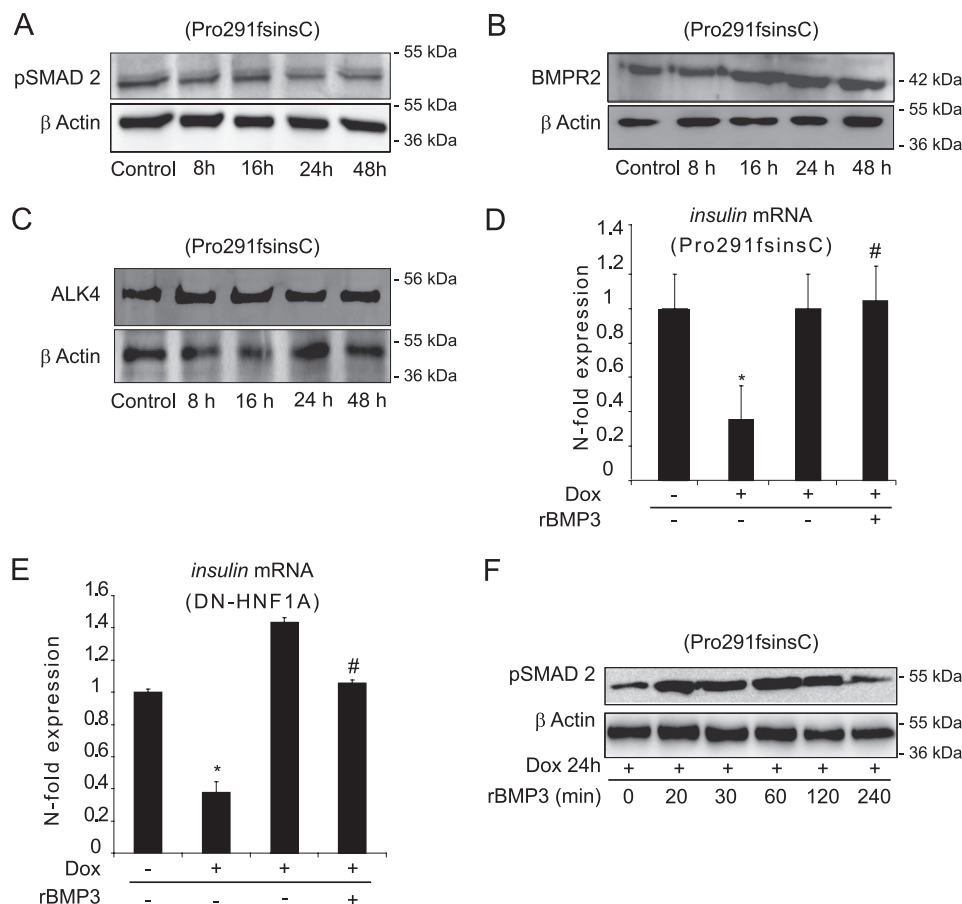 A
(Pro291fsinsC)
pSMAD 2
- 55 kDa
β Actin
- 55 kDa
- 36 kDa
Control 8h 16h 24h 48h
B
(Pro291fsinsC)
BMPR2
- 42 kDa
β Actin
- 55 kDa
- 36 kDa
Control 8 h 16 h 24 h 48 h
C
(Pro291fsinsC)
ALK4
- 56 kDa
β Actin
- 55 kDa
- 36 kDa
Control 8 h 16 h 24 h 48 h
D
insulin mRNA
(Pro291fsinsC)
N-fold expression
1.4
1.2
1
0.8
0.6
0.4
0.2
0
*
#
Dox - + + +
rBMP3 - - - +
E
insulin mRNA
(DN-HNF1A)
N-fold expression
1.6
1.4
1.2
1
0.8
0.6
0.4
0.2
0
*
#
Dox - + + +
rBMP3 - - - +
F
(Pro291fsinsC)
pSMAD 2
- 55 kDa
β Actin
- 55 kDa
- 36 kDa
Dox 24h + + + + + +
rBMP3 (min) 0 20 30 60 120 240